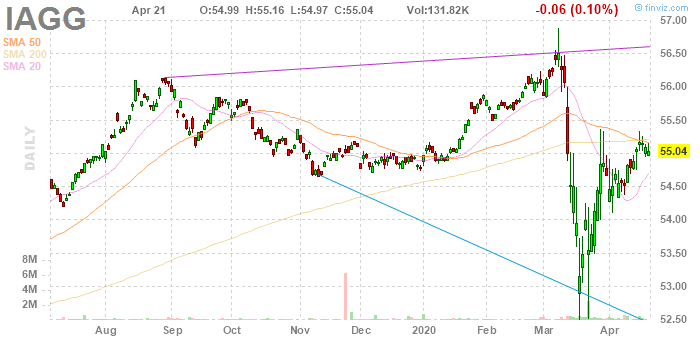 IAGG
Apr 21
O:54.99 H:55.16 L:54.97 C:55.04
Vol:131.82K
-0.06 (0.10%)
© finviz.com
SMA 50
SMA 200
SMA 20
DAILY
57.00
56.50
56.00
55.50
55.04
54.50
54.00
53.50
53.00
52.50
8M
6M
4M
2M
Aug Sep Oct Nov Dec 2020 Feb Mar Apr